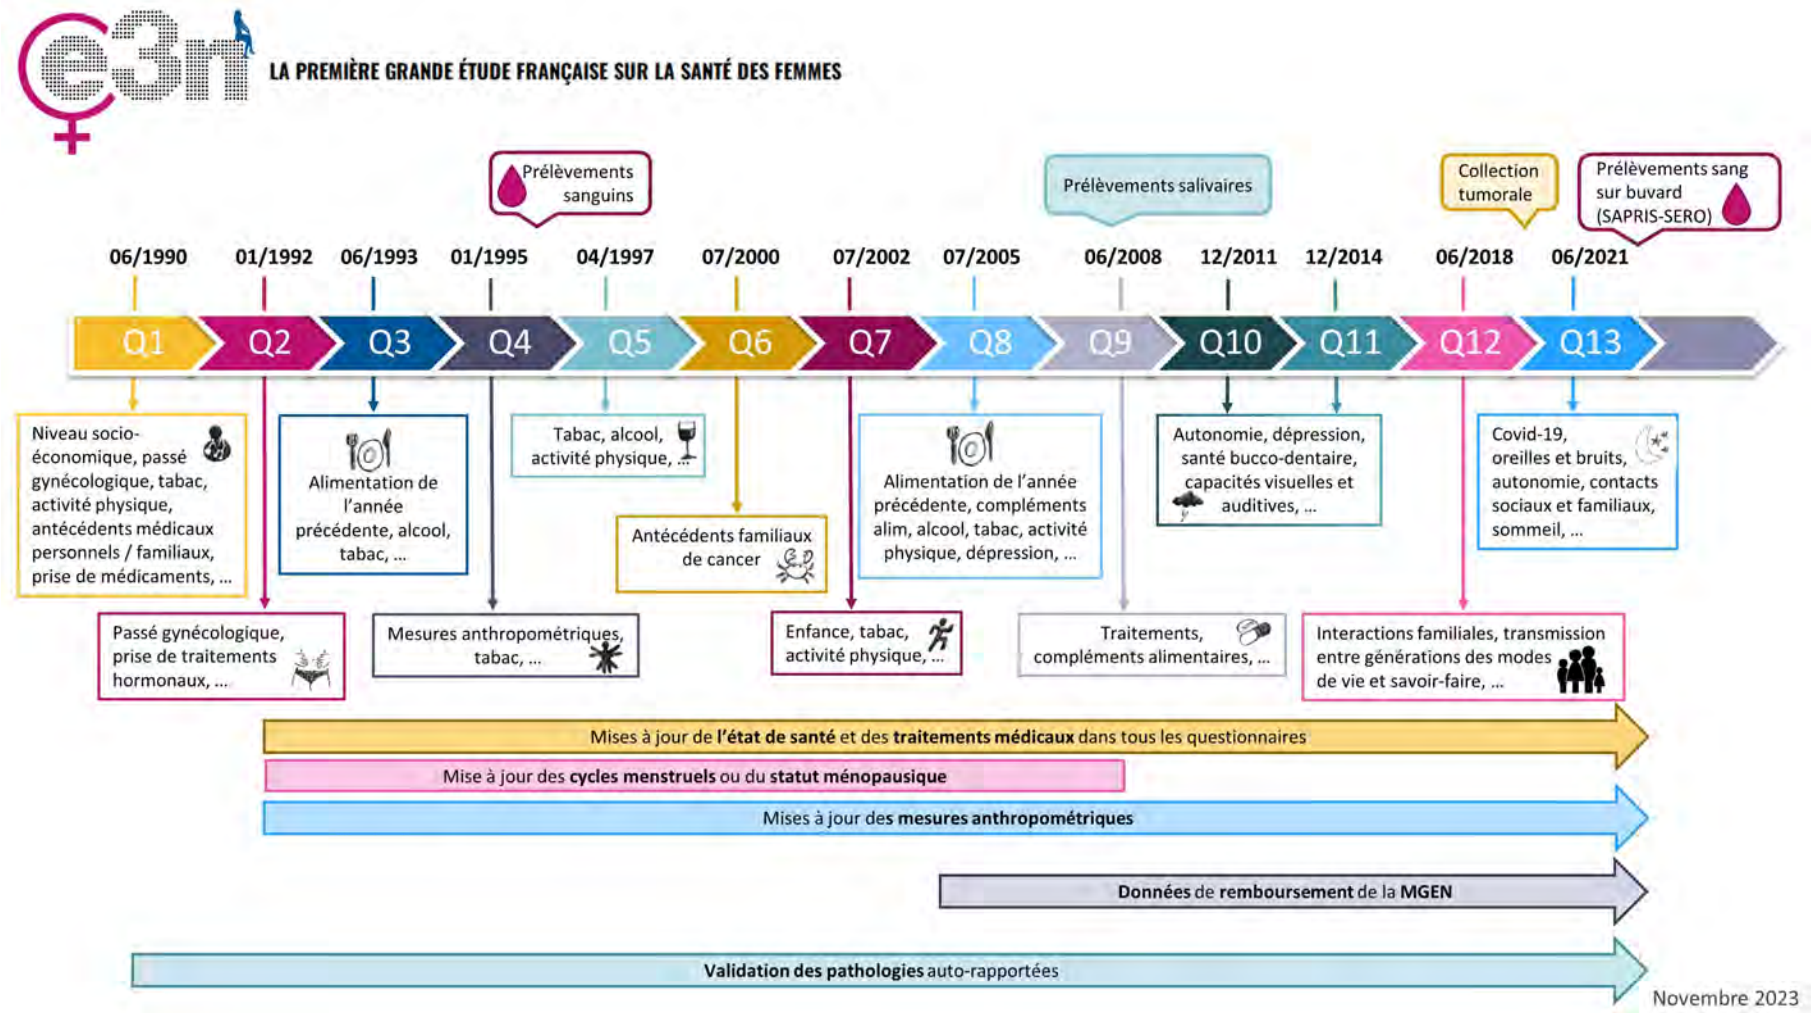 e3n
LA PREMIÈRE GRANDE ÉTUDE FRANÇAISE SUR LA SANTÉ DES FEMMES
Prélèvements
sanguins
Prélèvements salivaires
Collection
tumorale
Prélèvements sang
sur buvard
(SAPRIS-SERO)
06/1990
01/1992
06/1993
01/1995
04/1997
07/2000
07/2002
07/2005
06/2008
12/2011
12/2014
06/2018
06/2021
Q1
Q2
Q3
Q4
Q5
Q6
Q7
Q8
Q9
Q10
Q11
Q12
Q13
Niveau socio-
économique, passé
gynécologique, tabac,
activité physique,
antécédents médicaux
personnels / familiaux,
prise de médicaments, ...
Alimentation de
l'année
précédente, alcool,
tabac, ...
Tabac, alcool,
activité physique, ...
Antécédents familiaux
de cancer
Alimentation de l'année
précédente, compléments
alim, alcool, tabac, activité
physique, dépression, ...
Autonomie, dépression,
santé bucco-dentaire,
capacités visuelles et
auditives, ...
Covid-19,
oreilles et bruits,
autonomie, contacts
sociaux et familiaux,
sommeil, ...
Passé gynécologique,
prise de traitements
hormonaux, ...
Mesures anthropométriques,
tabac, ...
Enfance, tabac,
activité physique, ...
Traitements,
compléments alimentaires, ...
Interactions familiales, transmission
entre générations des modes
de vie et savoir-faire, ...
Mises à jour de l'état de santé et des traitements médicaux dans tous les questionnaires
Mise à jour des cycles menstruels ou du statut ménopausique
Mises à jour des mesures anthropométriques
Données de remboursement de la MGEN
Validation des pathologies auto-rapportées
Novembre 2023